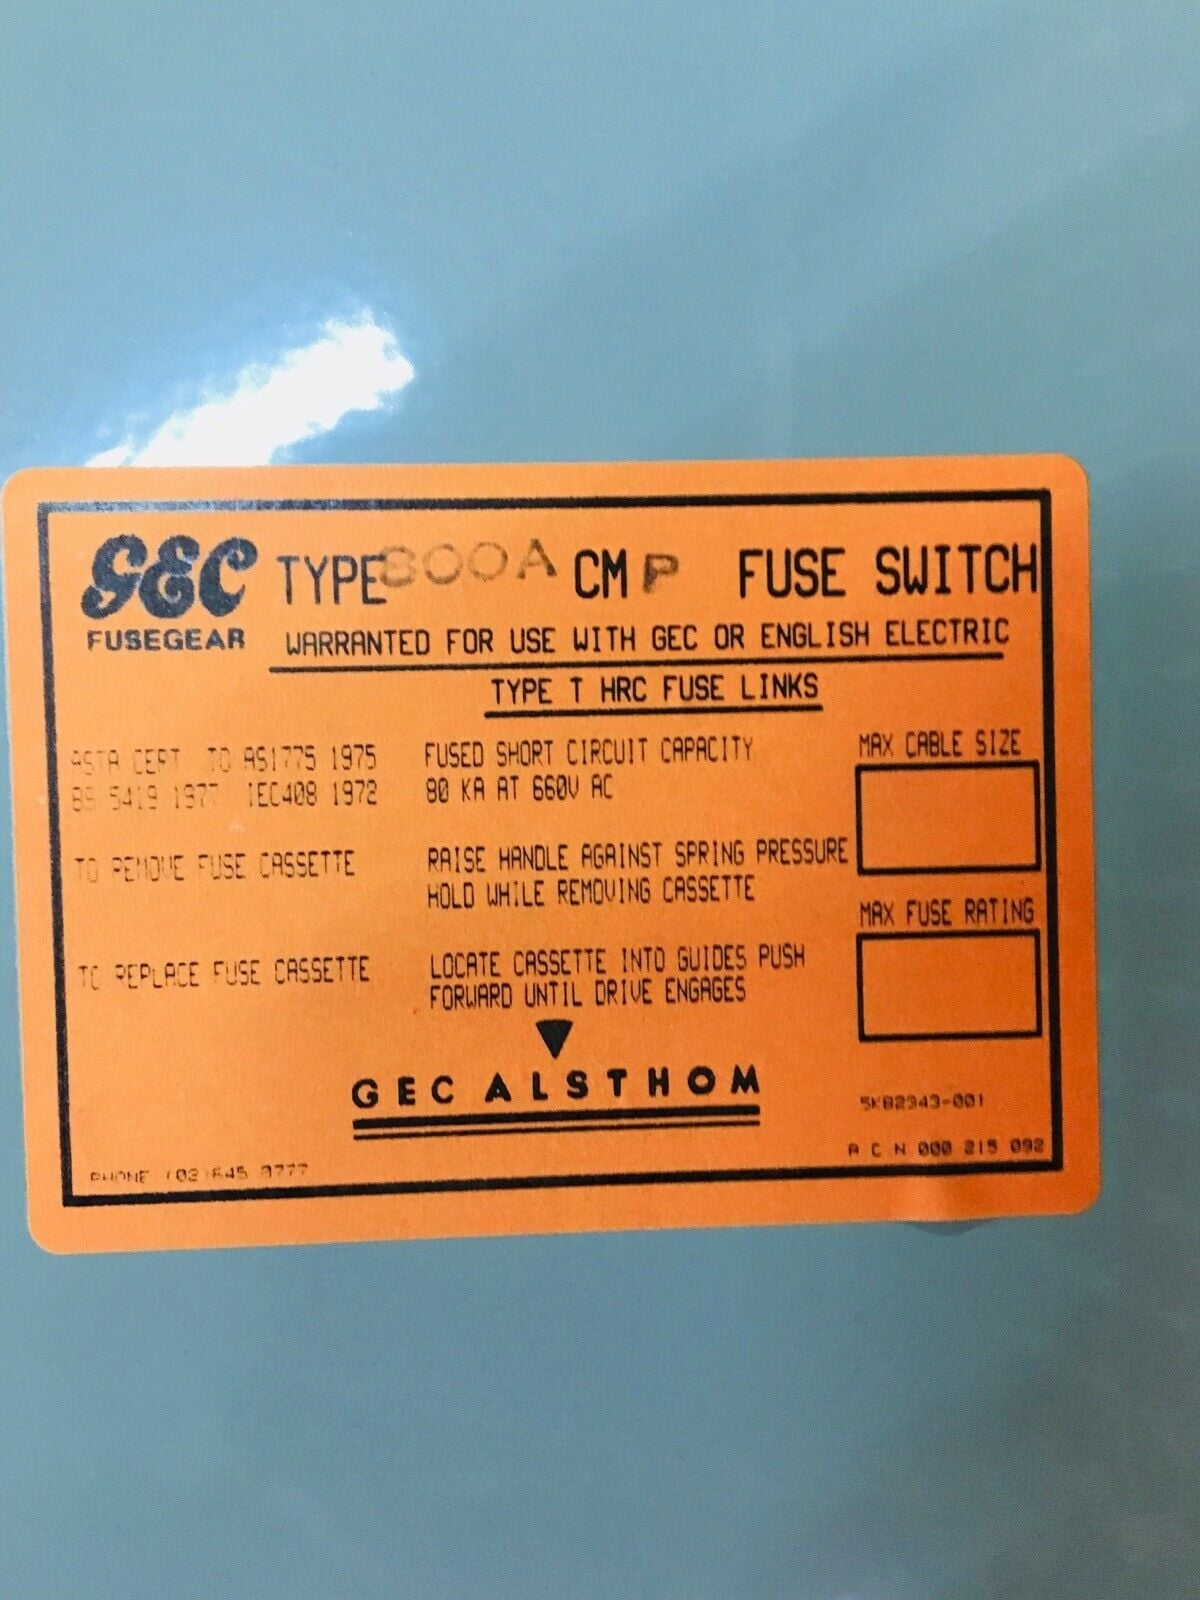 GEC TYPE 800A CM P FUSE SWITCH
FUSEGEAR
WARRANTED FOR USE WITH GEC OR ENGLISH ELECTRIC
TYPE T HRC FUSE LINKS
ASTA CERT TO AS1775 1975
BS 5419 1977 IEC408 1972
FUSED SHORT CIRCUIT CAPACITY
80 KA AT 660V AC
MAX CABLE SIZE
TO REMOVE FUSE CASSETTE
RAISE HANDLE AGAINST SPRING PRESSURE
HOLD WHILE REMOVING CASSETTE
MAX FUSE RATING
TO REPLACE FUSE CASSETTE
LOCATE CASSETTE INTO GUIDES PUSH
FORWARD UNTIL DRIVE ENGAGES
GEC ALSTHOM
5KB2343-001
PHONE (02)645 3777
A C N 000 215 092